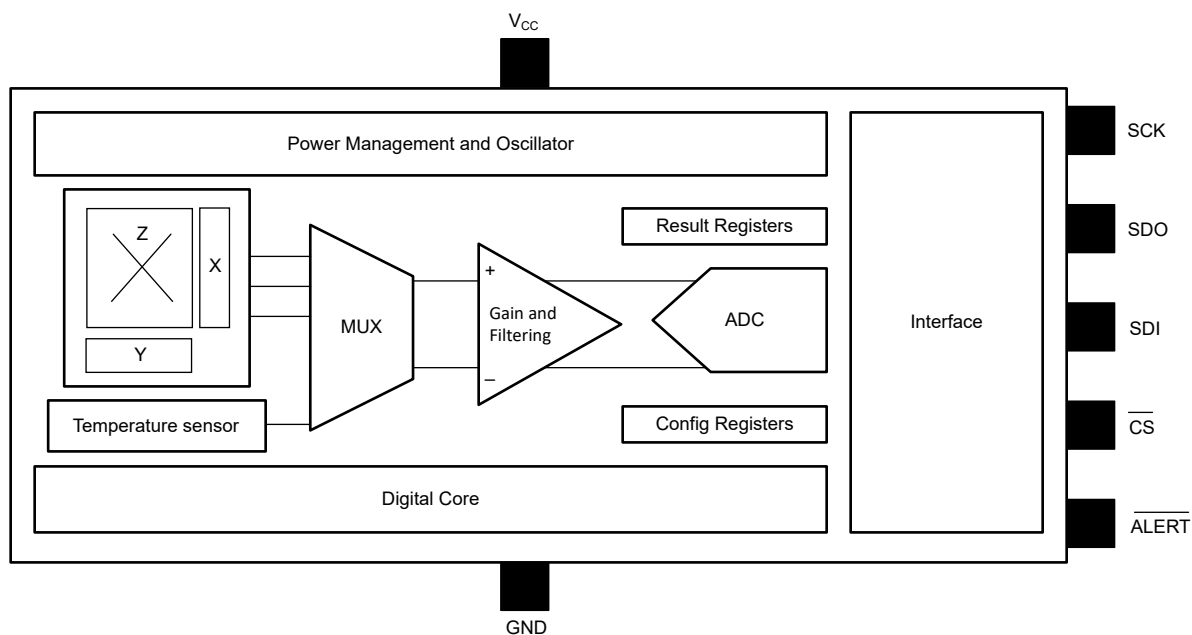 VCC
Power Management and Oscillator
SCK
Z
X
Result Registers
SDO
+
MUX
Gain and
Filtering
ADC
Interface
SDI
Y
−
Temperature sensor
Config Registers
CS
Digital Core
ALERT
GND